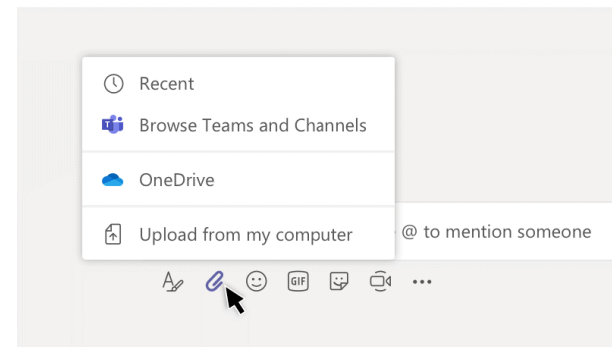 Recent
Browse Teams and Channels
OneDrive
Upload from my computer
@ to mention someone
GIF